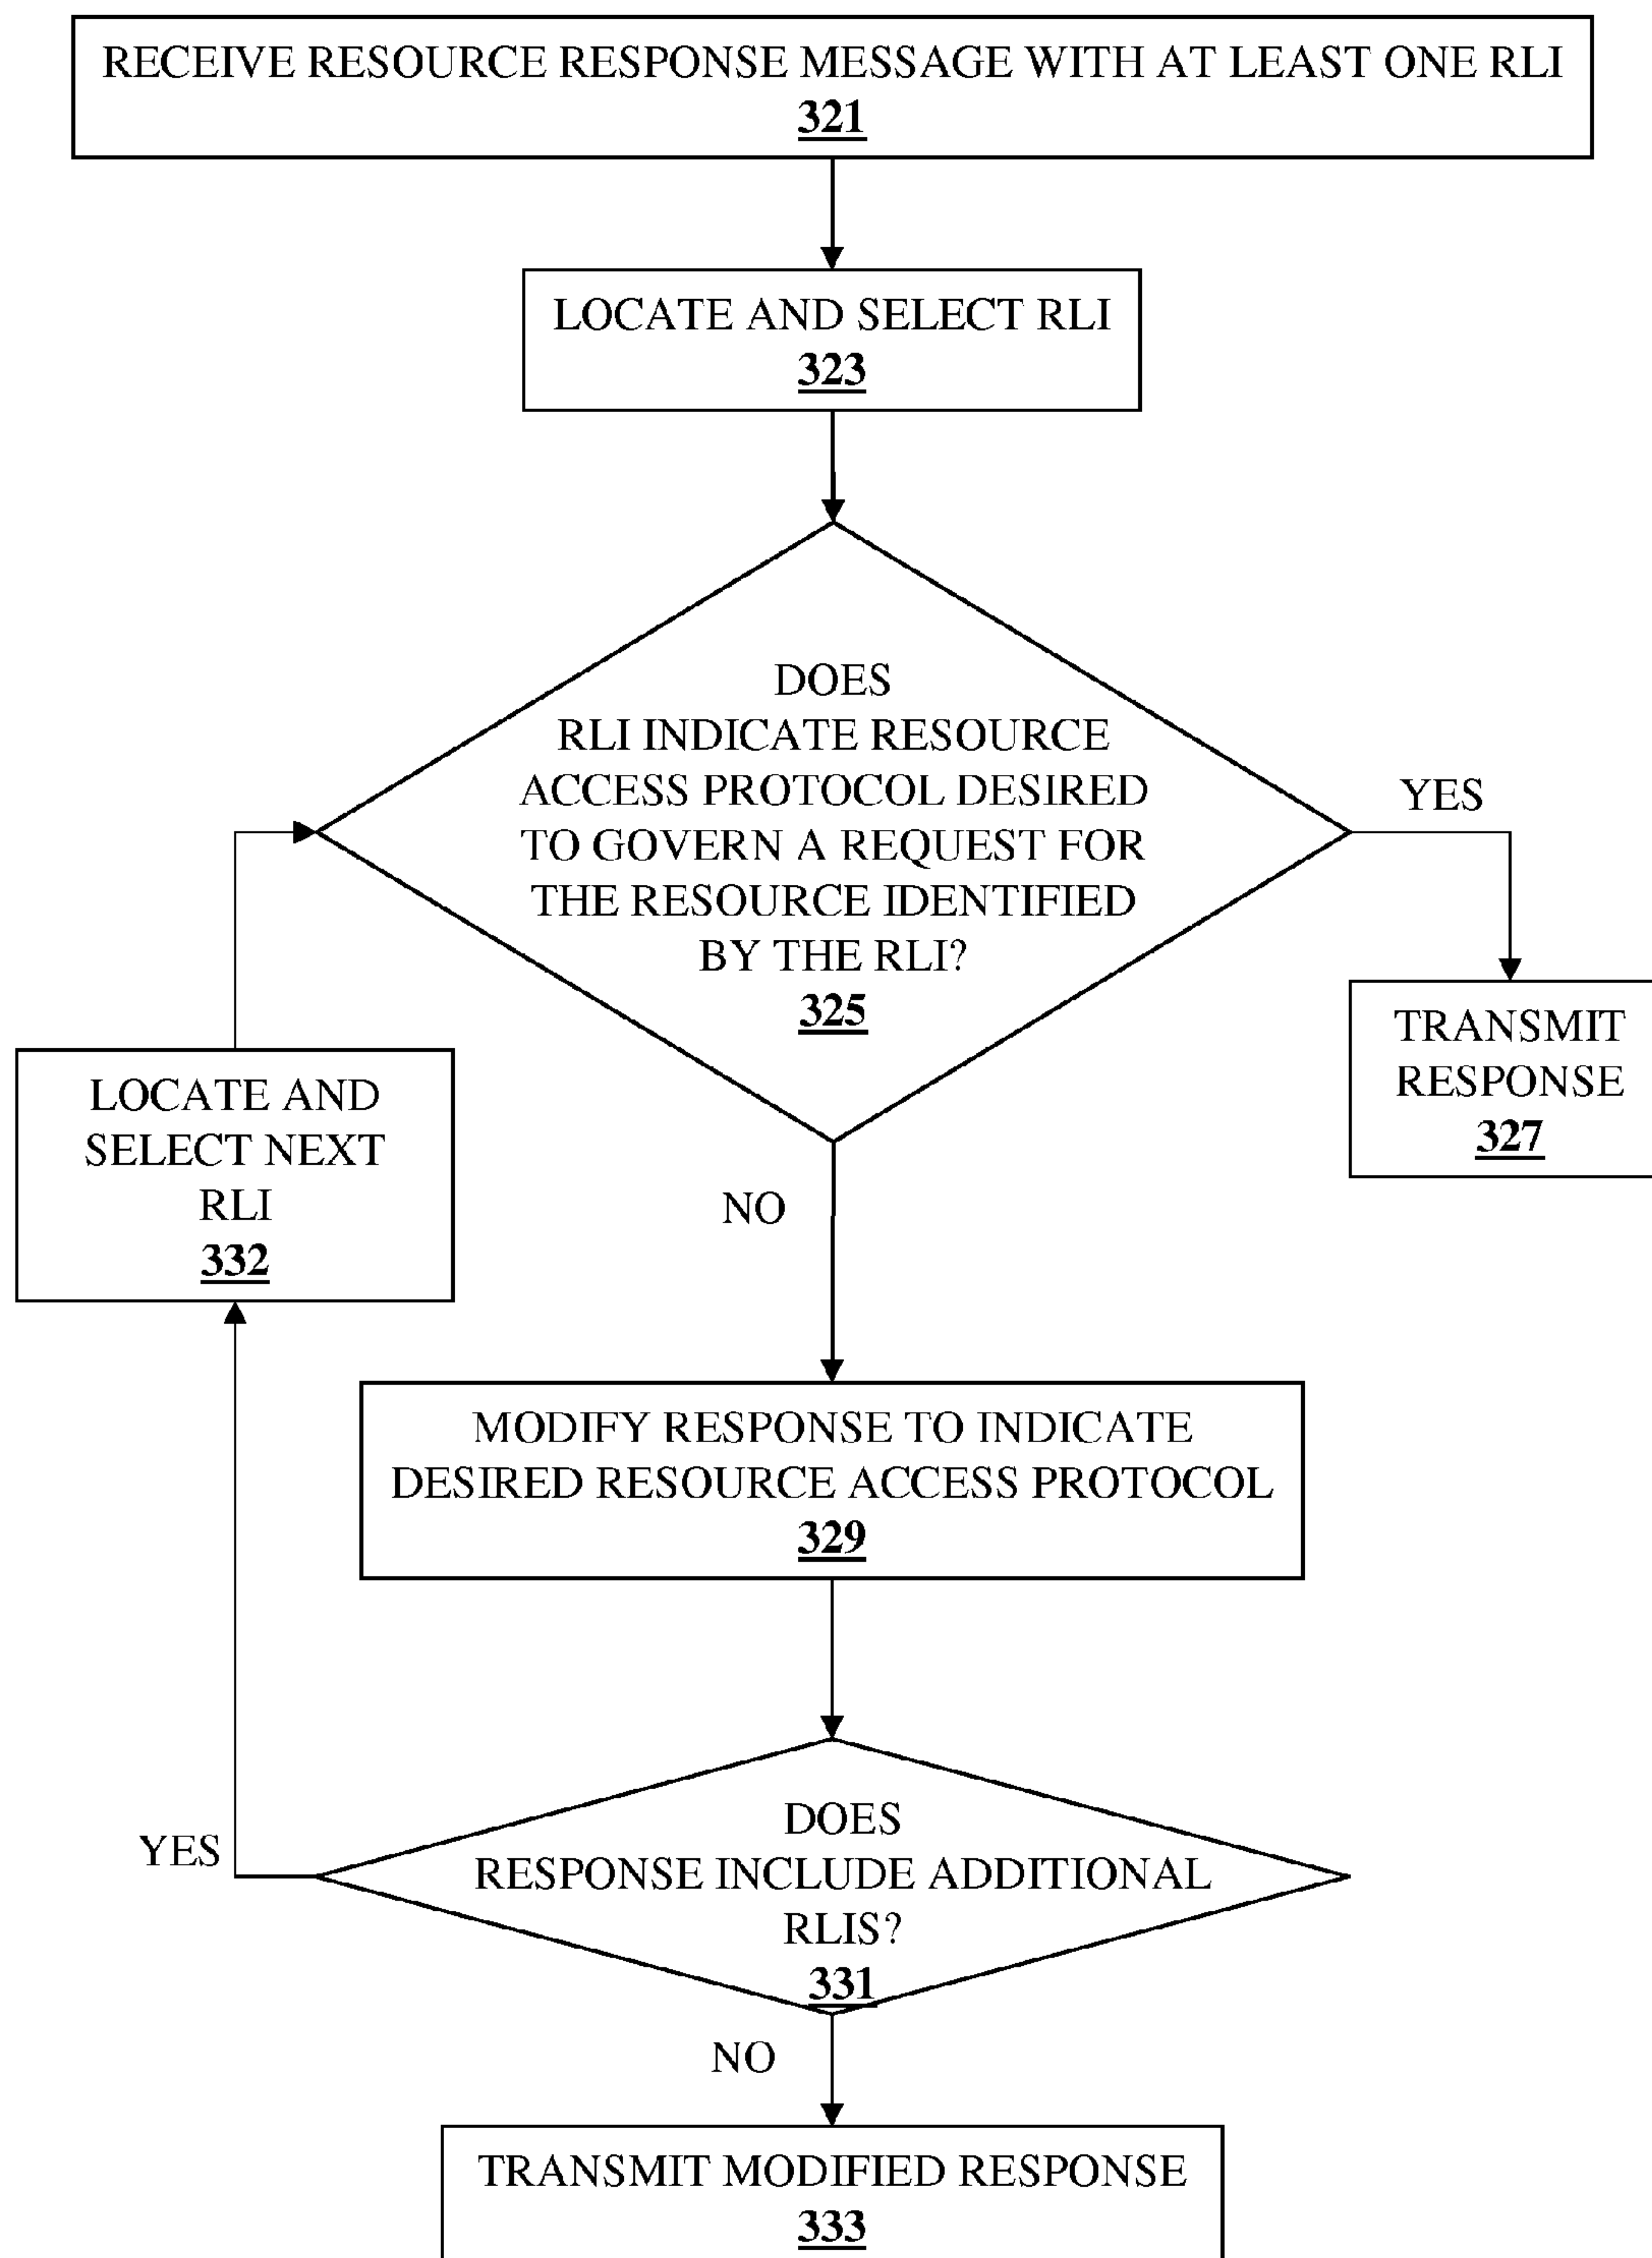 RECEIVE RESOURCE RESPONSE MESSAGE WITH AT LEAST ONE RLI
321
LOCATE AND SELECT RLI
323
DOES
RLI INDICATE RESOURCE
ACCESS PROTOCOL DESIRED
TO GOVERN A REQUEST FOR
THE RESOURCE IDENTIFIED
BY THE RLI?
325
YES
TRANSMIT
RESPONSE
327
LOCATE AND
SELECT NEXT
RLI
332
NO
MODIFY RESPONSE TO INDICATE
DESIRED RESOURCE ACCESS PROTOCOL
329
DOES
RESPONSE INCLUDE ADDITIONAL
RLIS?
331
YES
NO
TRANSMIT MODIFIED RESPONSE
333